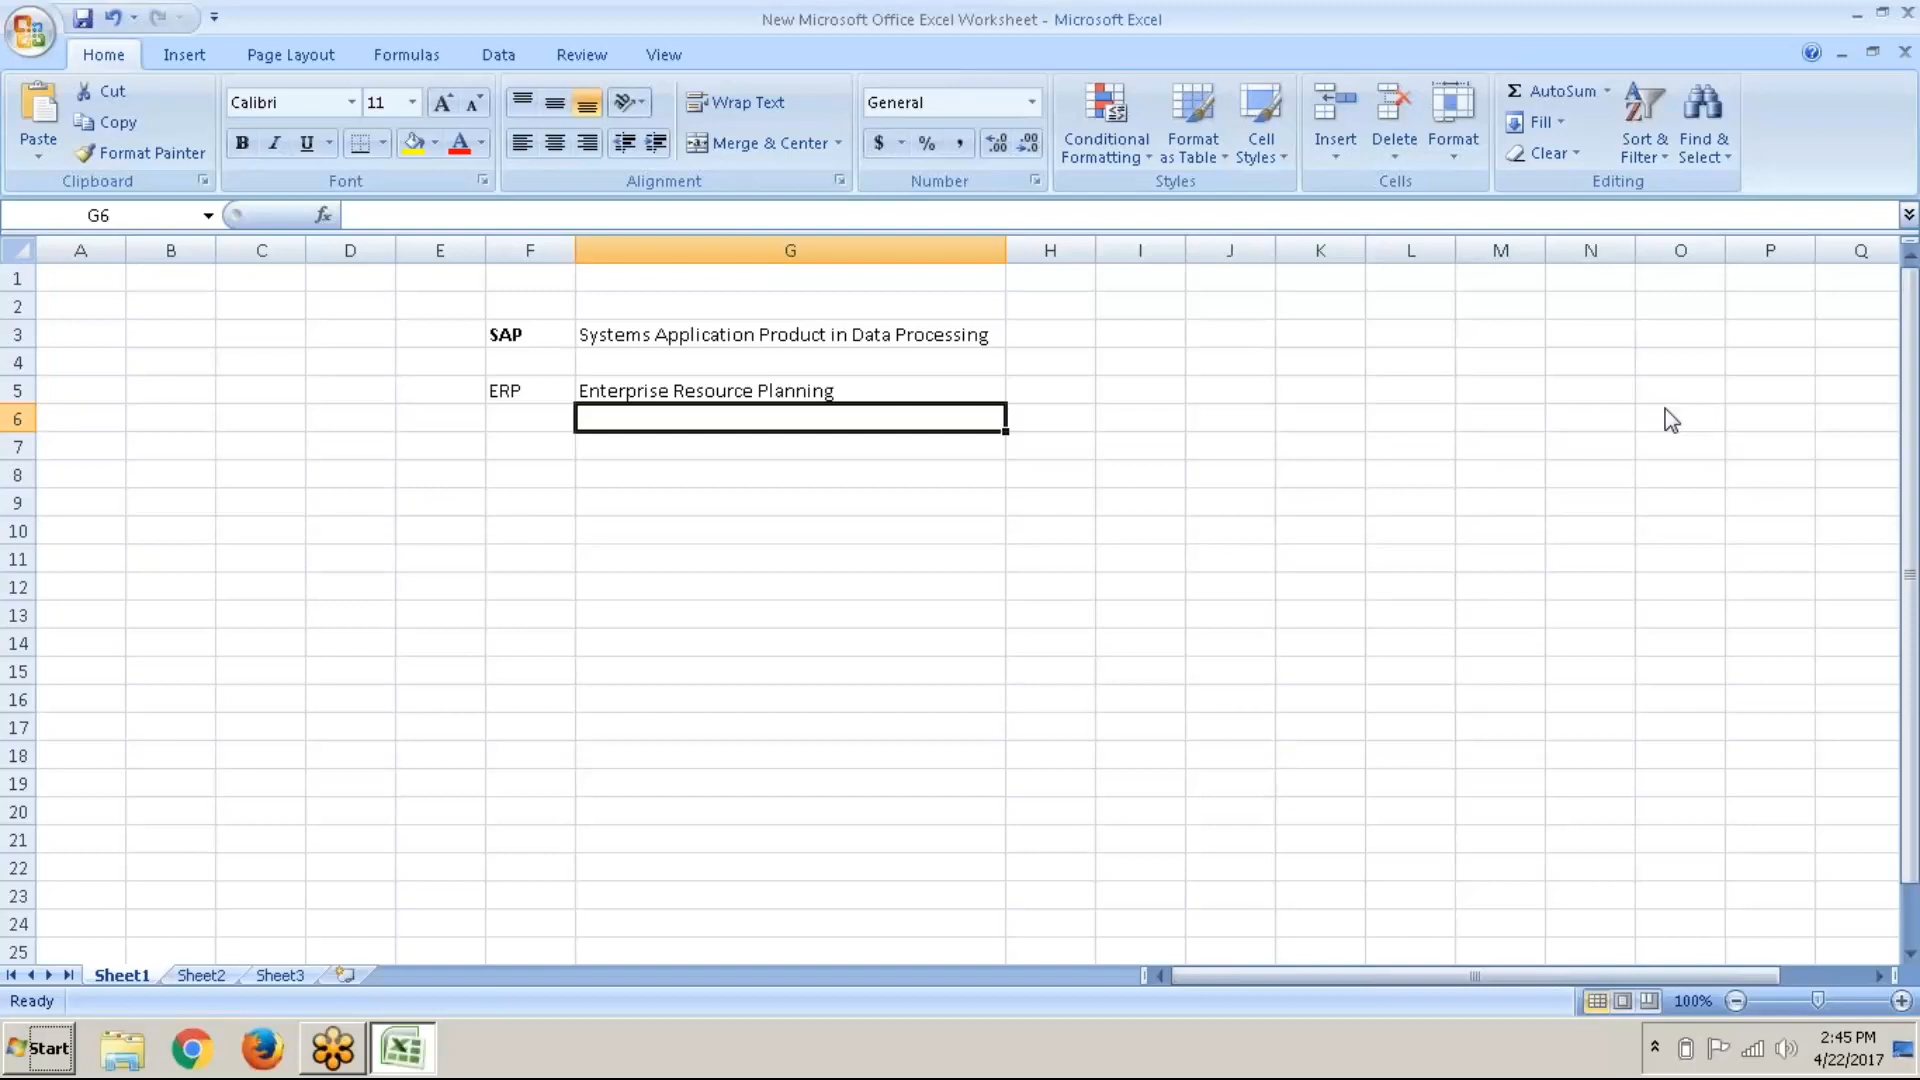 New Microsoft Office Excel Worksheet - Microsoft Excel
Home Insert Page Layout Formulas Data Review View
Paste
Cut
Copy
Format Painter
Clipboard
Calibri 11
B I U
Font
Wrap Text
Merge & Center
Alignment
General
$ % ,
Number
Conditional Formatting
Format as Table
Cell Styles
Styles
Insert Delete Format
Cells
Σ AutoSum
Fill
Clear
Sort & Filter
Find & Select
Editing
G6 fx
A B C D E F G H I J K L M N O P Q
1
2
3 SAP Systems Application Product in Data Processing
4
5 ERP Enterprise Resource Planning
6
7
8
9
10
11
12
13
14
15
16
17
18
19
20
21
22
23
24
25
Sheet1 Sheet2 Sheet3
Ready 100%
Start 2:45 PM
4/22/2017